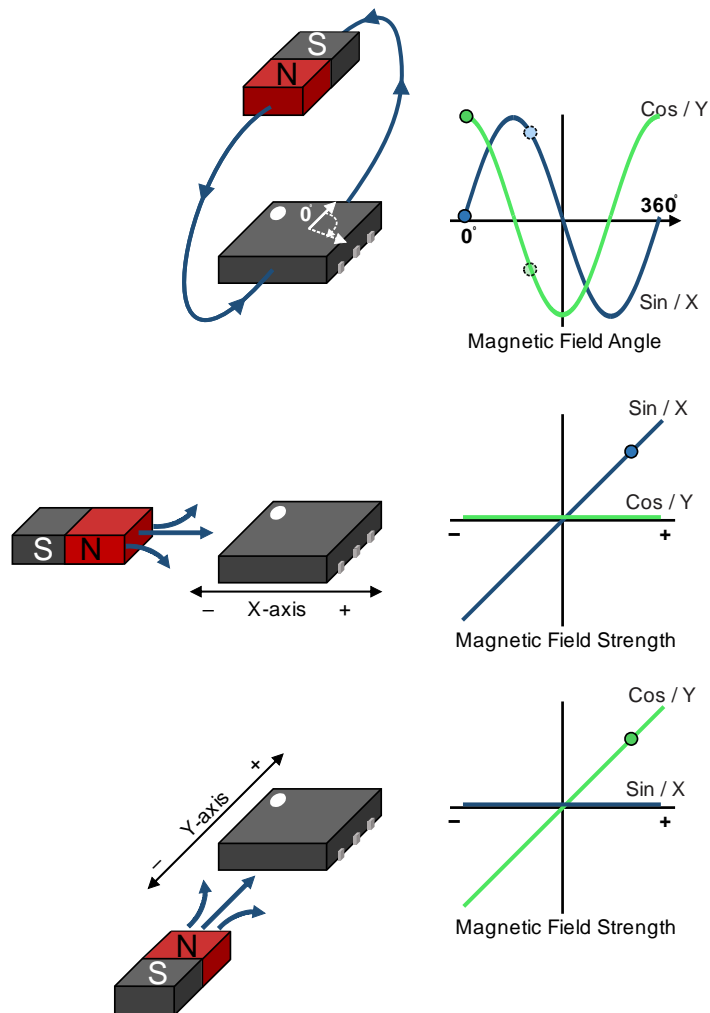 S
N
0°
Cos / Y
360°
0°
Sin / X
Magnetic Field Angle
Sin / X
Cos / Y
– +
Magnetic Field Strength
S N
– X-axis +
Cos / Y
Sin / X
– +
Magnetic Field Strength
– Y-axis +
N
S